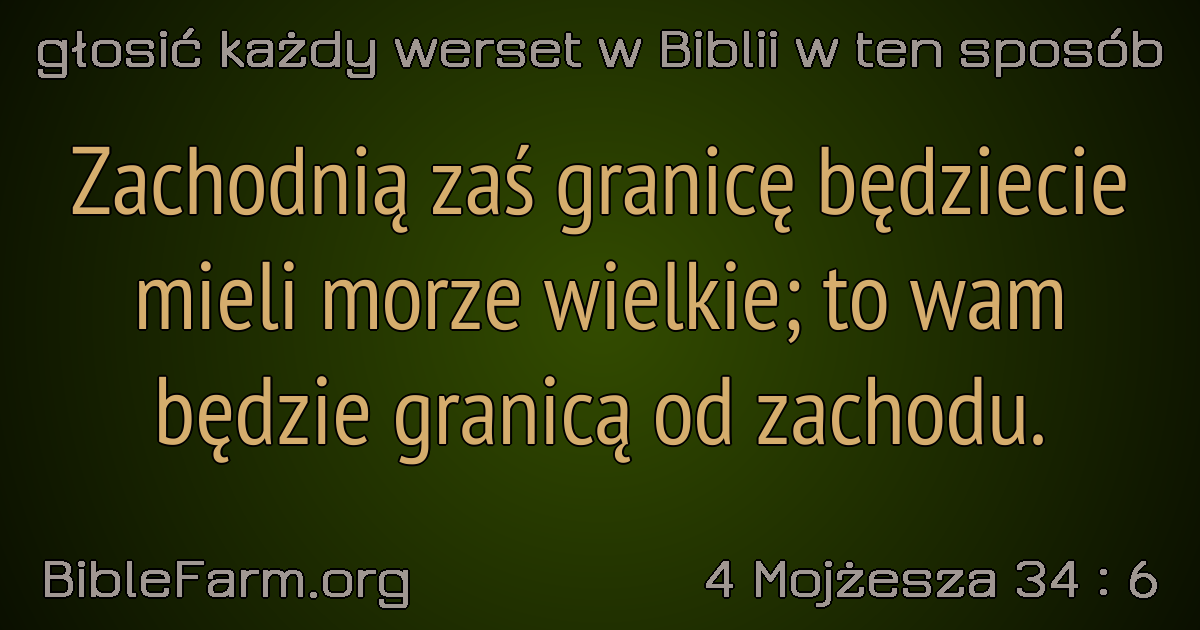 głosić każdy werset w Biblii w ten sposób
Zachodnią zaś granicę będziecie
mieli morze wielkie; to wam
będzie granicą od zachodu.
BibleFarm.org
4 Mojżesza 34 : 6